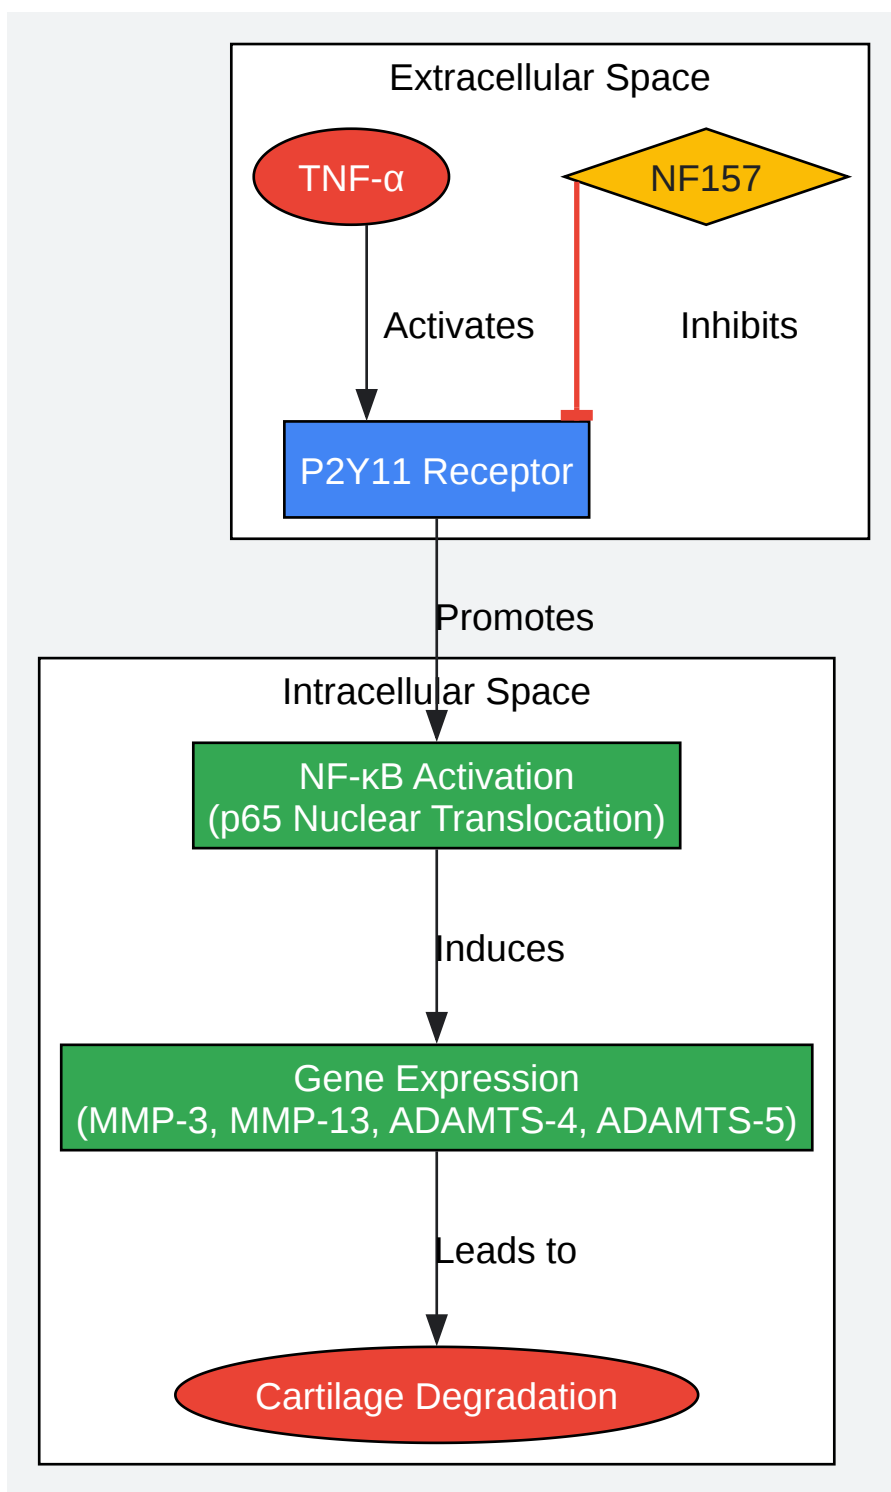 Extracellular Space
TNF-α
NF157
Activates
Inhibits
P2Y11 Receptor
Promotes
Intracellular Space
NF-κB Activation
(p65 Nuclear Translocation)
Induces
Gene Expression
(MMP-3, MMP-13, ADAMTS-4, ADAMTS-5)
Leads to
Cartilage Degradation